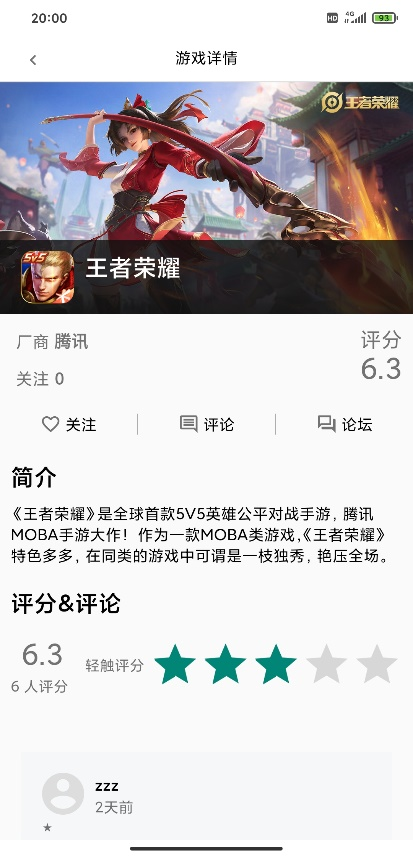 20:00
HD 4G 93
游戏详情
王者荣耀
5V5
王者荣耀
厂商 腾讯
评分
6.3
关注 0
关注
评论
论坛
简介
《王者荣耀》是全球首款5V5英雄公平对战手游，腾讯
MOBA手游大作！作为一款MOBA类游戏,《王者荣耀》
特色多多，在同类的游戏中可谓是一枝独秀，艳压全场。
评分&评论
6.3
轻触评分
6 人评分
zzz
2天前